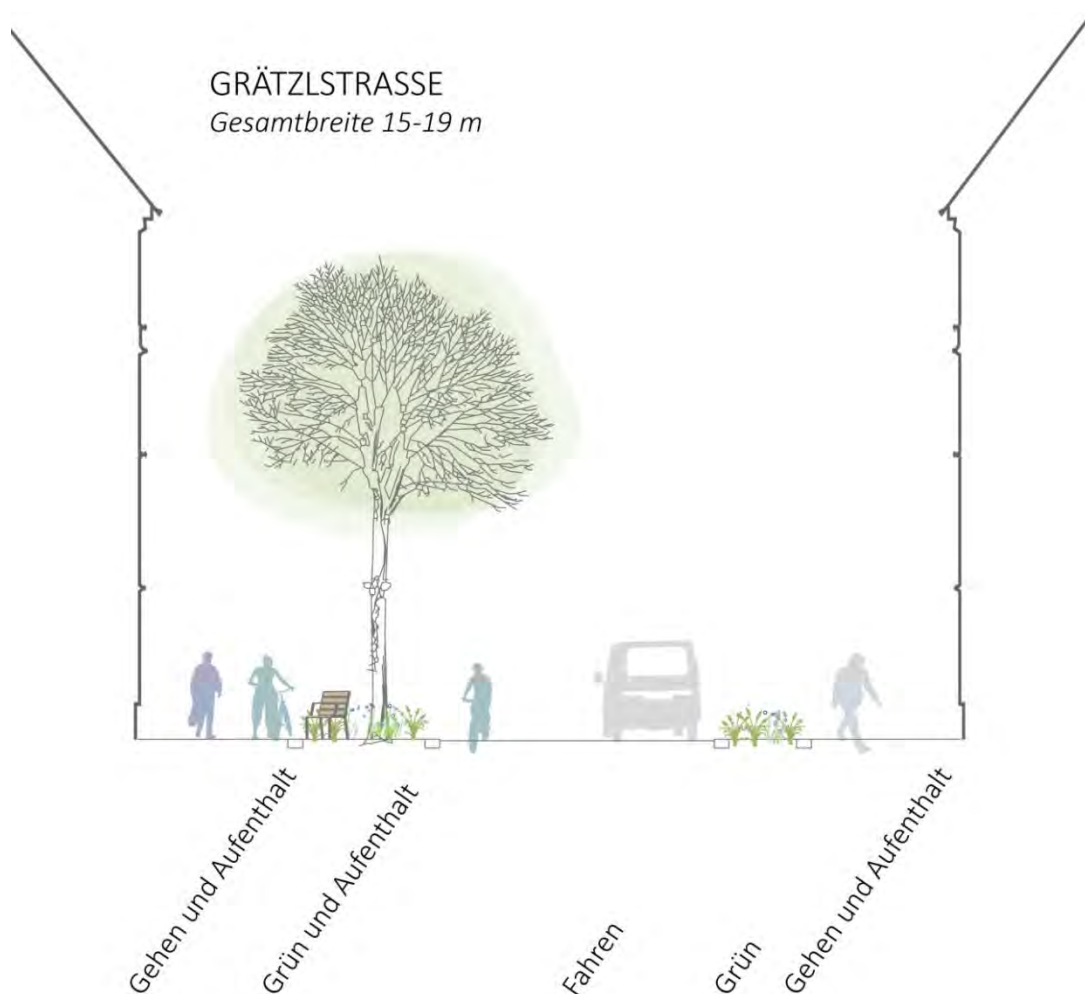 GRÄTZLSTRASSE
Gesamtbreite 15-19 m
Gehen und Aufenthalt
Grün und Aufenthalt
Fahren
Grün
Gehen und Aufenthalt